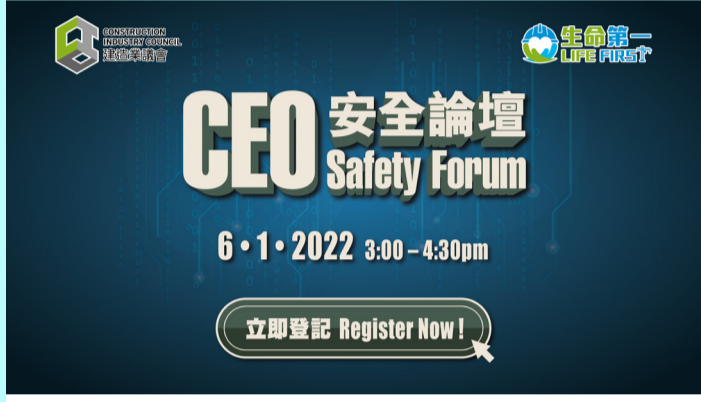 CONSTRUCTION
INDUSTRY COUNCIL
建造業議會
生命第一
LIFE FIRST
CEO 安全論壇
Safety Forum
6•1•2022 3:00 – 4:30pm
立即登記 Register Now!